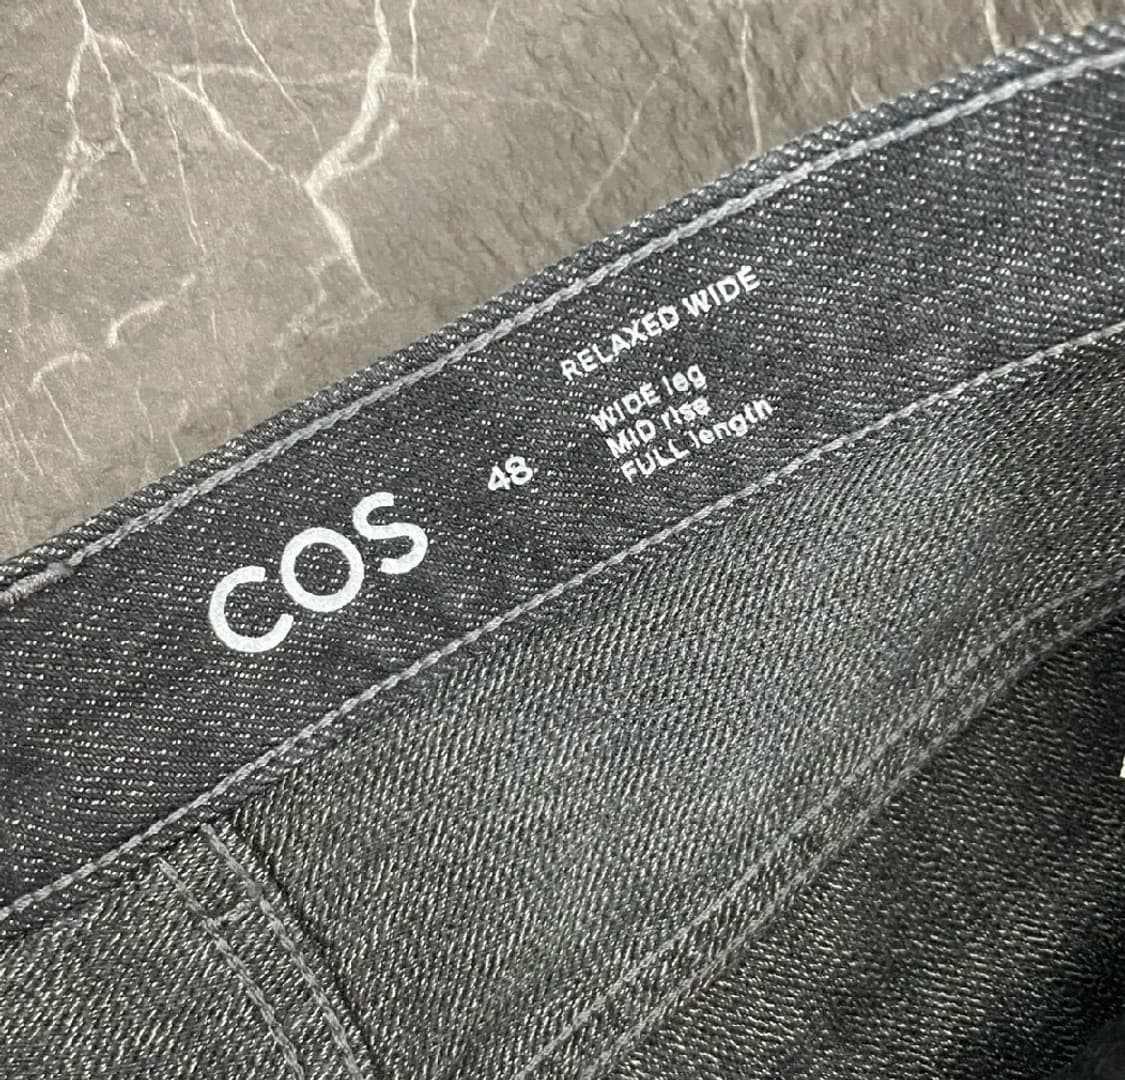 COS
48
RELAXED WIDE
WIDE leg
MID rise
FULL length